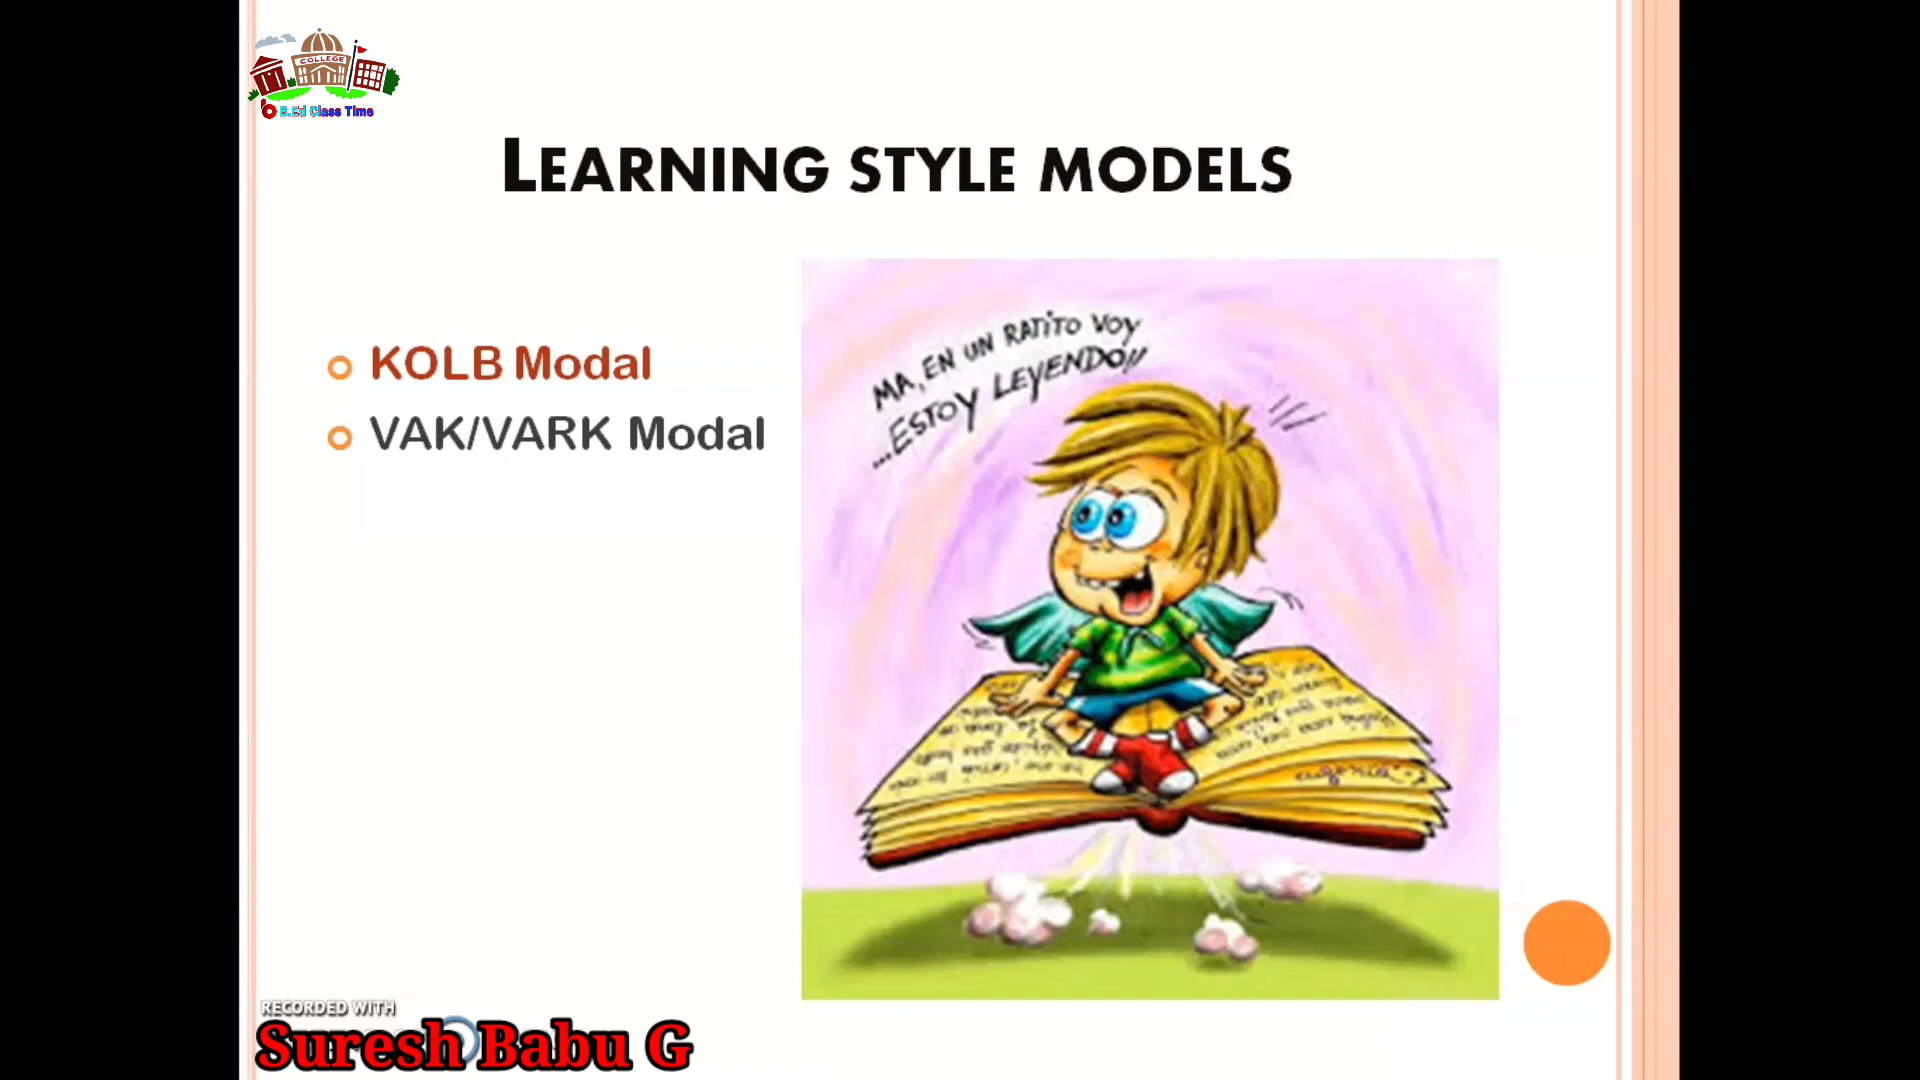 COLLEGE
B.Ed Class Time
LEARNING STYLE MODELS
KOLB Modal
VAK/VARK Modal
MA, EN UN RATITO VOY
...ESTOY LEYENDO!!
RECORDED WITH
Suresh Babu G